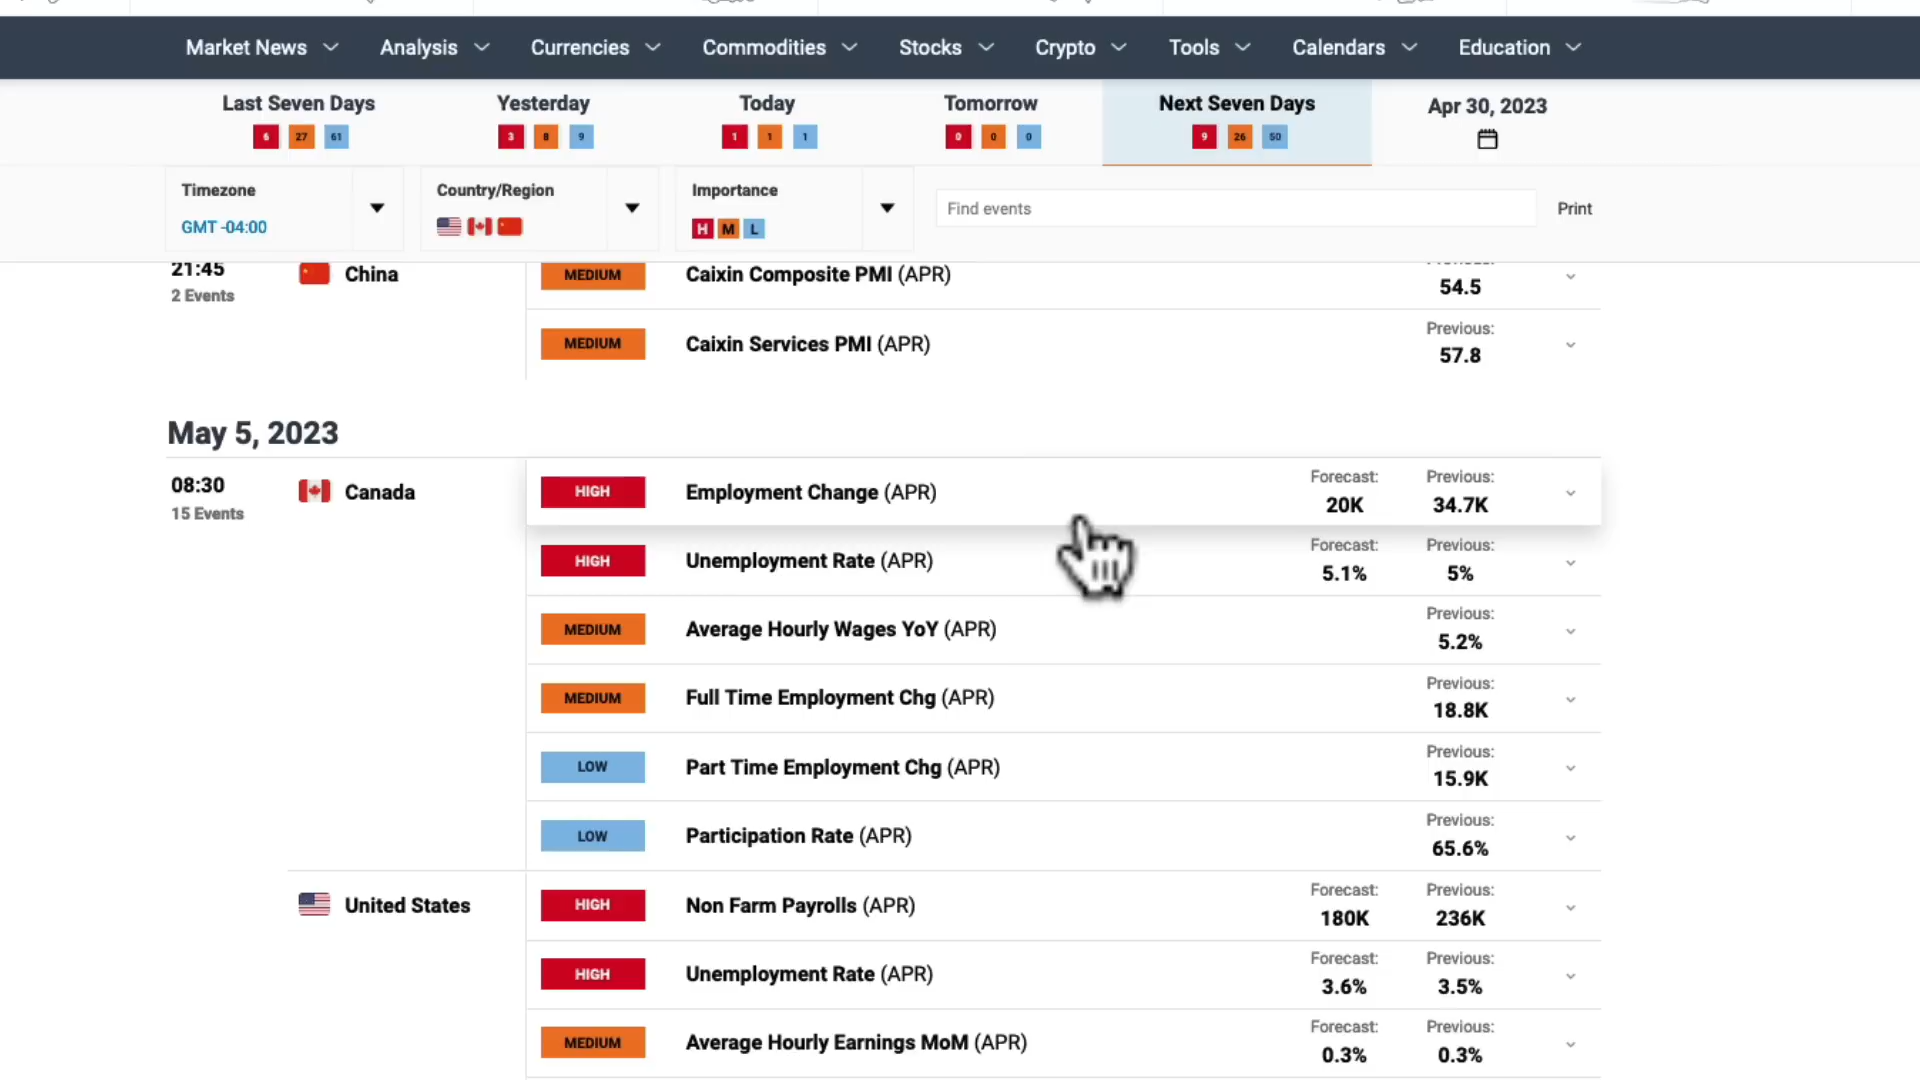 Market News Analysis Currencies Commodities Stocks Crypto Tools Calendars Education
Last Seven Days Yesterday Today Tomorrow Next Seven Days Apr 30, 2023
6 27 61 3 8 9 1 1 1 0 0 0 9 26 50
Timezone Country/Region Importance
GMT -04:00 H M L Find events Print
21:45 China MEDIUM Caixin Composite PMI (APR)
2 Events 54.5
MEDIUM Caixin Services PMI (APR) Previous:
57.8
May 5, 2023
08:30 Canada HIGH Employment Change (APR) Forecast: Previous:
15 Events 20K 34.7K
HIGH Unemployment Rate (APR) Forecast: Previous:
5.1% 5%
MEDIUM Average Hourly Wages YoY (APR) Previous:
5.2%
MEDIUM Full Time Employment Chg (APR) Previous:
18.8K
LOW Part Time Employment Chg (APR) Previous:
15.9K
LOW Participation Rate (APR) Previous:
65.6%
United States HIGH Non Farm Payrolls (APR) Forecast: Previous:
180K 236K
HIGH Unemployment Rate (APR) Forecast: Previous:
3.6% 3.5%
MEDIUM Average Hourly Earnings MoM (APR) Forecast: Previous:
0.3% 0.3%